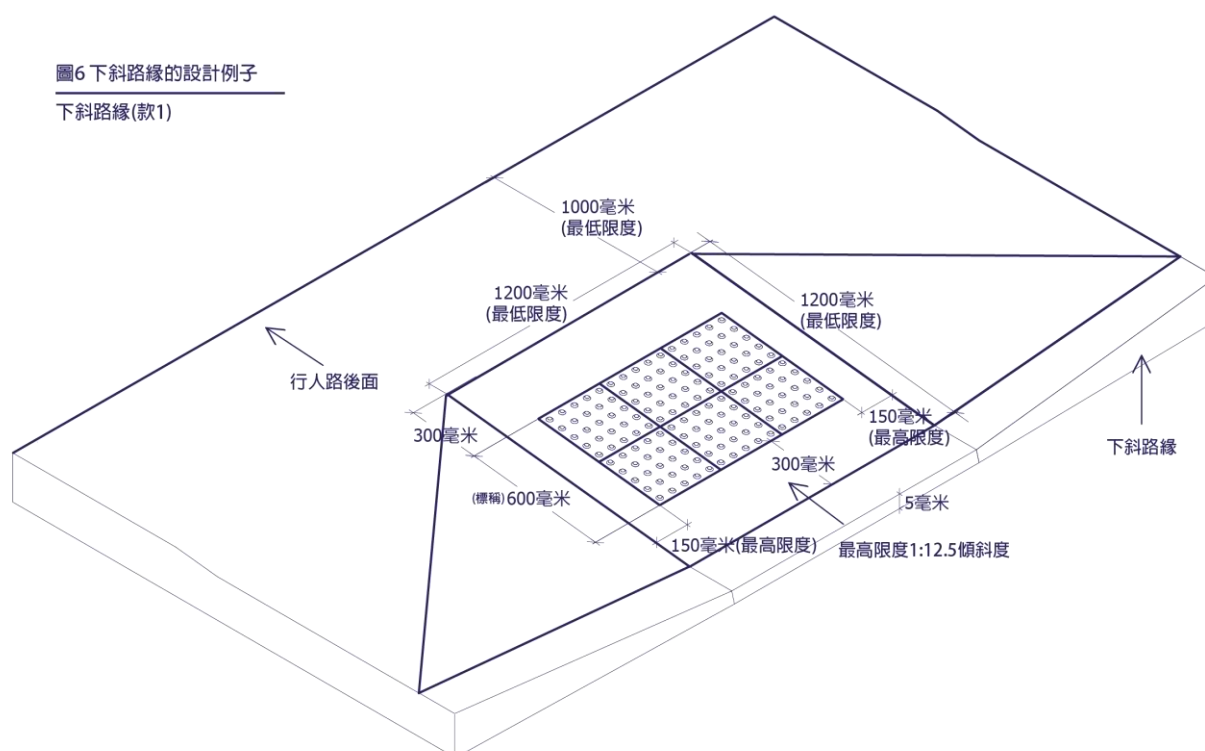 圖6 下斜路緣的設計例子
下斜路緣(款1)
1000毫米
(最低限度)
1200毫米
(最低限度)
1200毫米
(最低限度)
行人路後面
300毫米
150毫米
(最高限度)
下斜路緣
300毫米
(標稱)600毫米
5毫米
150毫米(最高限度)
最高限度1:12.5傾斜度